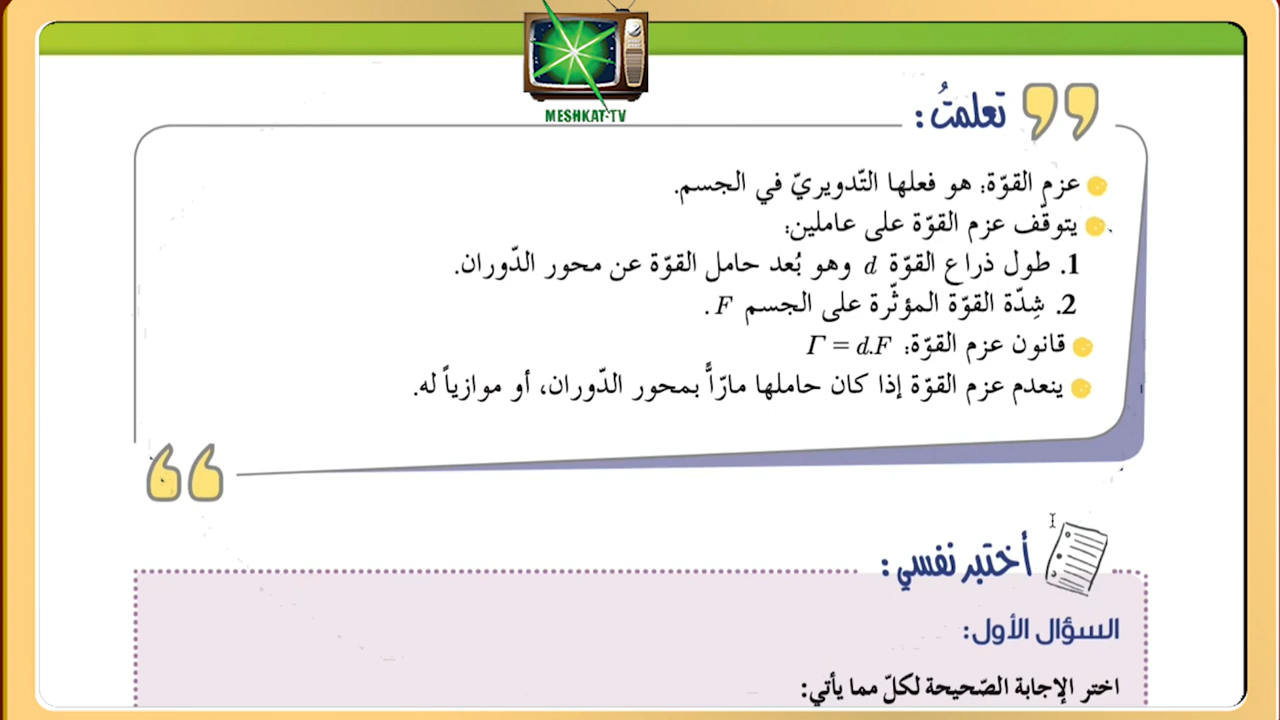 MESHKAT-TV
تعلمتُ:
عزم القوّة: هو فعلها التّدويريّ في الجسم.
يتوقّف عزم القوّة على عاملين:
1. طول ذراع القوّة d وهو بُعد حامل القوّة عن محور الدّوران.
2. شِدّة القوّة المؤثّرة على الجسم F.
قانون عزم القوّة: Γ = d.F
ينعدم عزم القوّة إذا كان حاملها مارّاً بمحور الدّوران، أو موازياً له.
أختبر نفسي:
السؤال الأول:
اختر الإجابة الصّحيحة لكلّ مما يأتي: